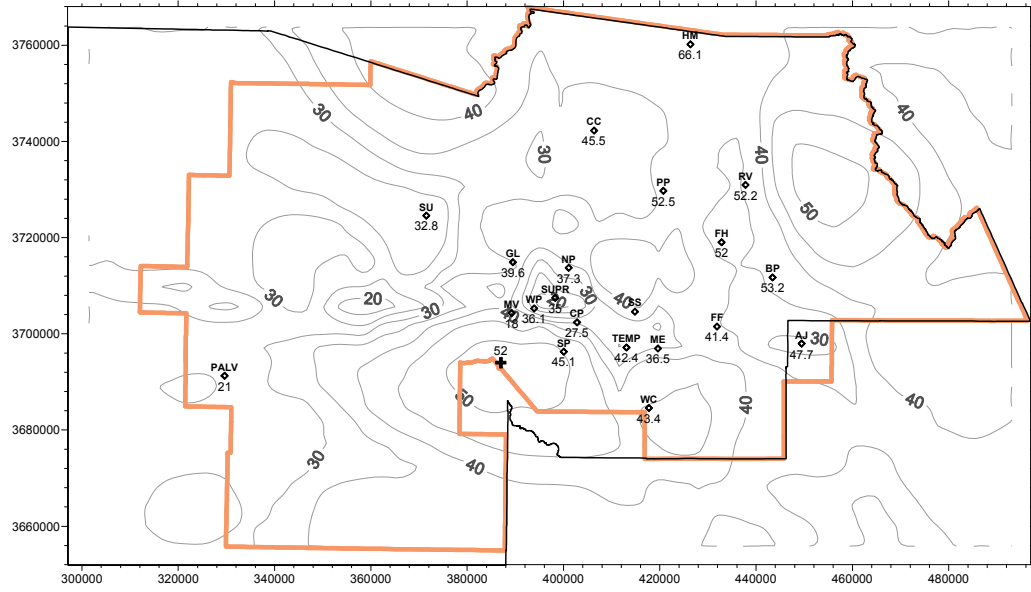 3760000
3740000
3720000
3700000
3680000
3660000
HM
66.1
40
30
40
CC
45.5
30
40
PP
52.5
RV
52.2
50
SU
32.8
FH
52
GL
39.6
NP
37.3
BP
53.2
30
20
30
SUPR
35
20
30
40
SS
MV
18
40
WP
36.1
CP
27.5
FF
41.4
TEMP
42.4
ME
36.5
SP
45.1
AJ
47.7
30
52
PALV
21
50
WC
43.4
40
40
30
40
300000 320000 340000 360000 380000 400000 420000 440000 460000 480000